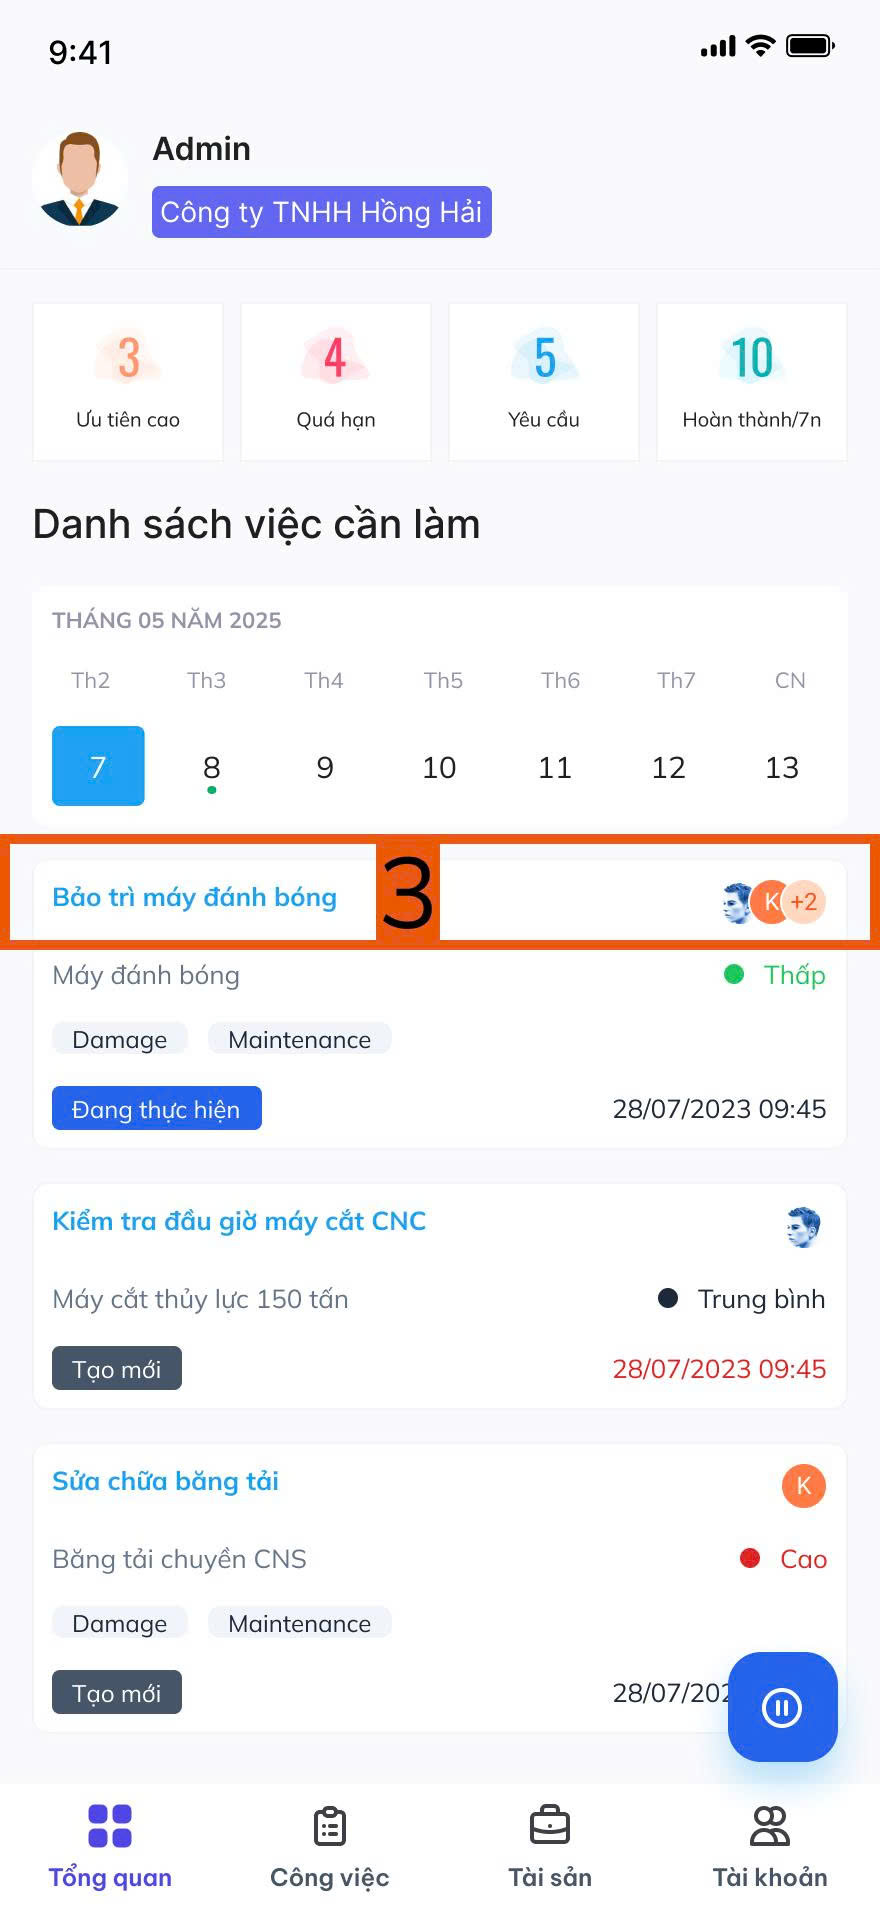 9:41
Admin
Công ty TNHH Hồng Hải
3 4 5 10
Ưu tiên cao Quá hạn Yêu cầu Hoàn thành/7n
Danh sách việc cần làm
THÁNG 05 NĂM 2025
Th2 Th3 Th4 Th5 Th6 Th7 CN
7 8 9 10 11 12 13
Bảo trì máy đánh bóng 3 K +2
Máy đánh bóng Thấp
Damage Maintenance
Đang thực hiện 28/07/2023 09:45
Kiểm tra đầu giờ máy cắt CNC
Máy cắt thủy lực 150 tấn Trung bình
Tạo mới 28/07/2023 09:45
Sửa chữa băng tải K
Băng tải chuyền CNS Cao
Damage Maintenance
Tạo mới 28/07/202
Tổng quan Công việc Tài sản Tài khoản